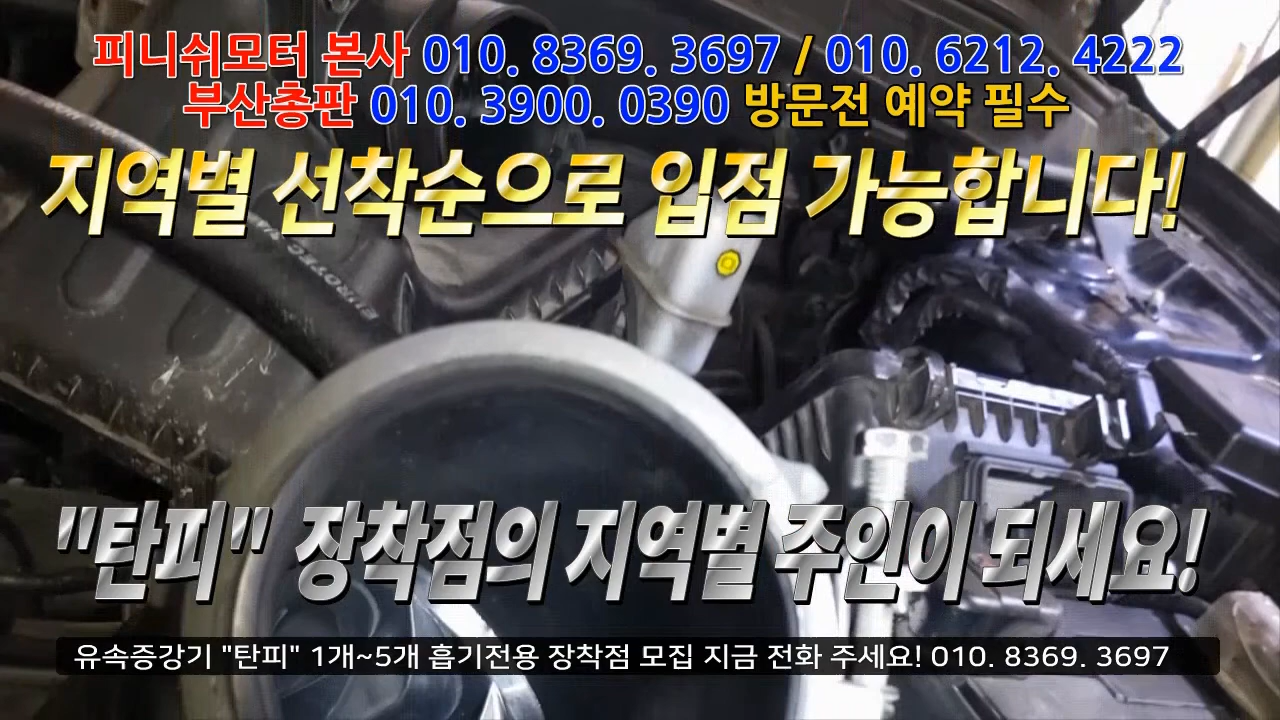 피니쉬모터 본사 010. 8369. 3697 / 010. 6212. 4222
부산총판 010. 3900. 0390 방문전 예약 필수
지역별 선착순으로 입점 가능합니다!
"탄피" 장착점의 지역별 주인이 되세요!
유속증강기 "탄피" 1개~5개 흡기전용 장착점 모집 지금 전화 주세요! 010. 8369. 3697